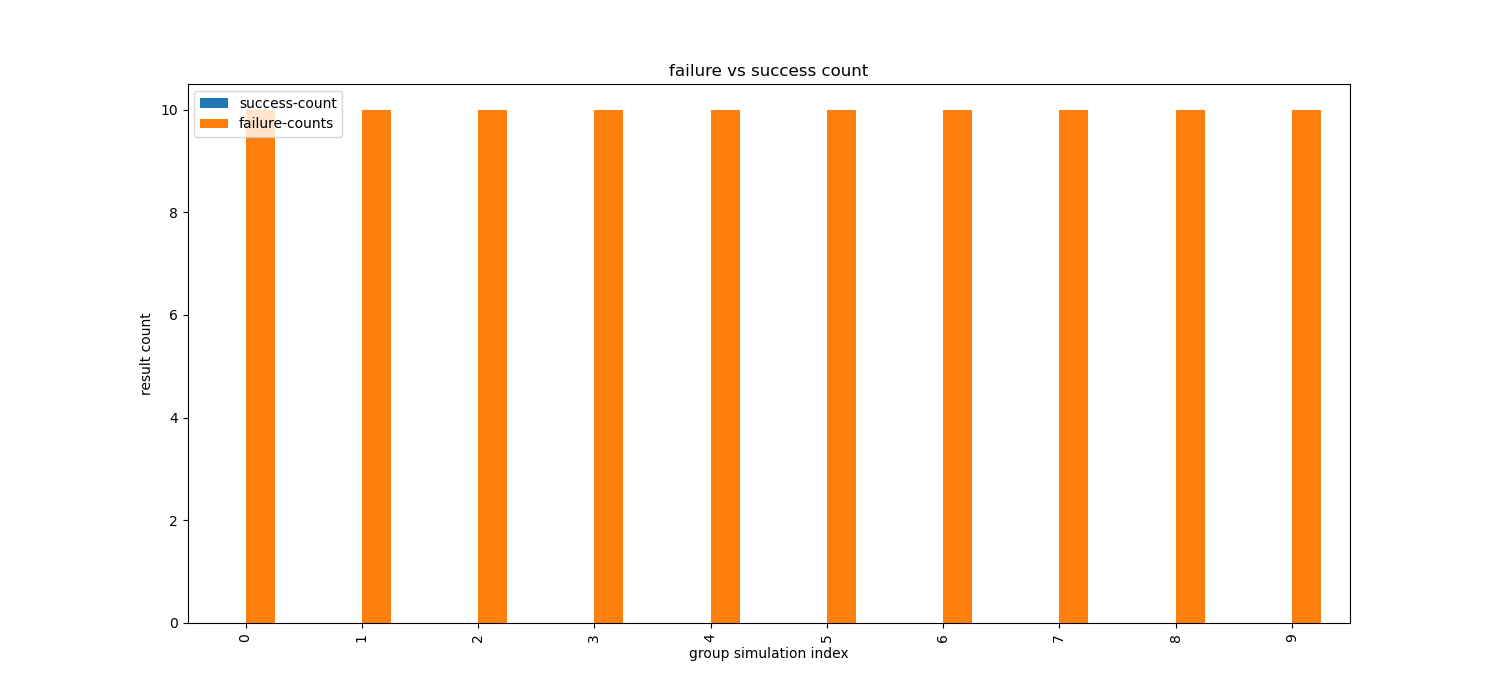 failure vs success count
success-count
failure-counts
10
8
6
4
2
0
result count
0 1 2 3 4 5 6 7 8 9
group simulation index